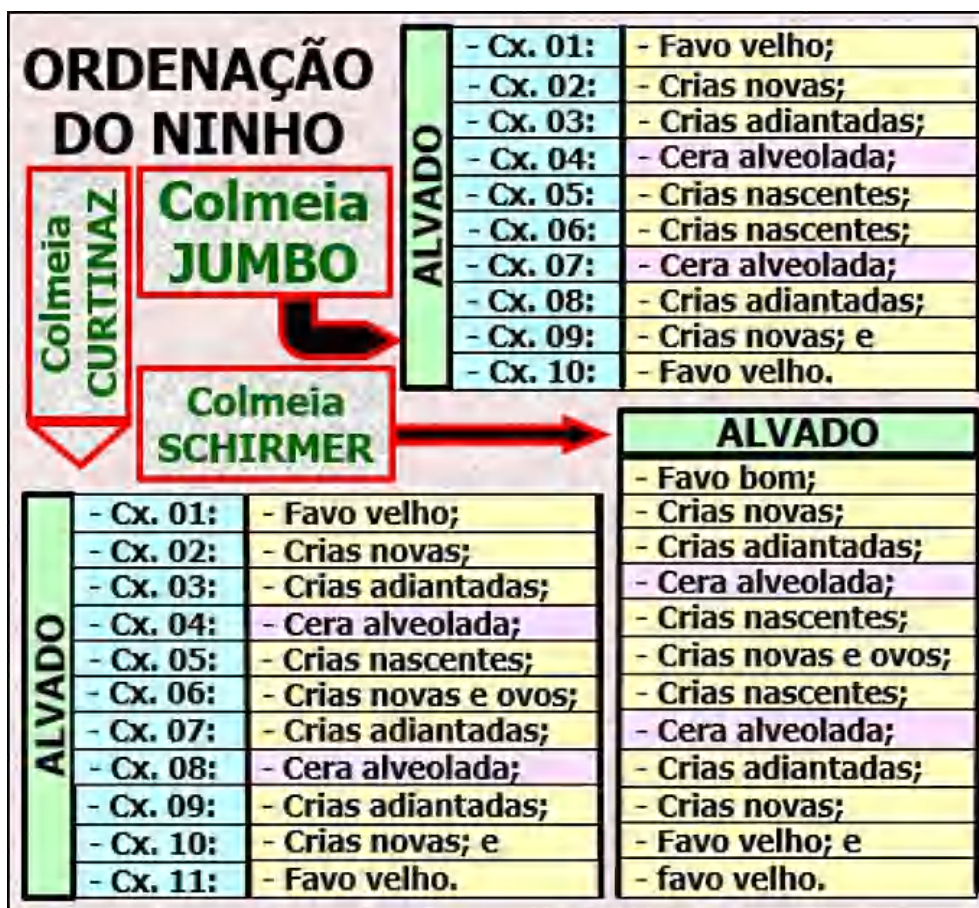 ORDENAÇÃO
DO NINHO
Colmeia
CURTINAZ
Colmeia
JUMBO
Colmeia
SCHIRMER
ALVADO
- Cx. 01: - Favo velho;
- Cx. 02: - Crias novas;
- Cx. 03: - Crias adiantadas;
- Cx. 04: - Cera alveolada;
- Cx. 05: - Crias nascentes;
- Cx. 06: - Crias nascentes;
- Cx. 07: - Cera alveolada;
- Cx. 08: - Crias adiantadas;
- Cx. 09: - Crias novas; e
- Cx. 10: - Favo velho.
ALVADO
- Cx. 01: - Favo velho;
- Cx. 02: - Crias novas;
- Cx. 03: - Crias adiantadas;
- Cx. 04: - Cera alveolada;
- Cx. 05: - Crias nascentes;
- Cx. 06: - Crias novas e ovos;
- Cx. 07: - Crias adiantadas;
- Cx. 08: - Cera alveolada;
- Cx. 09: - Crias adiantadas;
- Cx. 10: - Crias novas; e
- Cx. 11: - Favo velho.
ALVADO
- Favo bom;
- Crias novas;
- Crias adiantadas;
- Cera alveolada;
- Crias nascentes;
- Crias novas e ovos;
- Crias nascentes;
- Cera alveolada;
- Crias adiantadas;
- Crias novas;
- Favo velho; e
- favo velho.